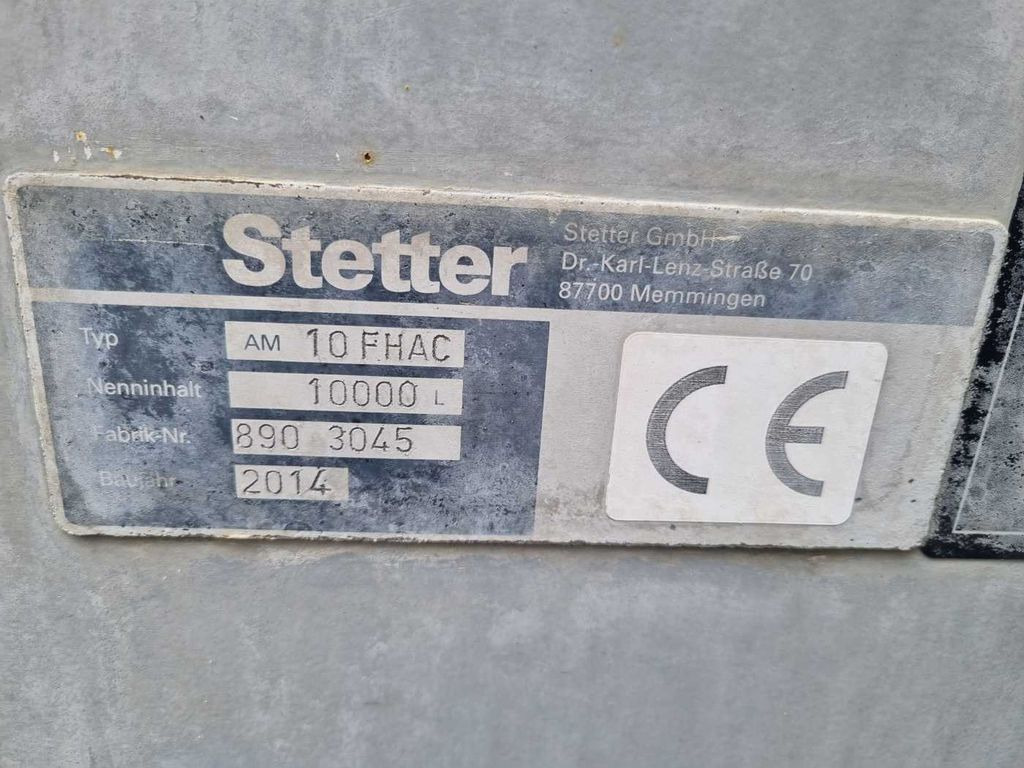 Stetter
Stetter GmbH
Dr.-Karl-Lenz-Straße 70
87700 Memmingen
Typ AM 10 FHAC
Nenninhalt 10000 L
Fabrik-Nr. 890 3045
Baujahr 2014
CE